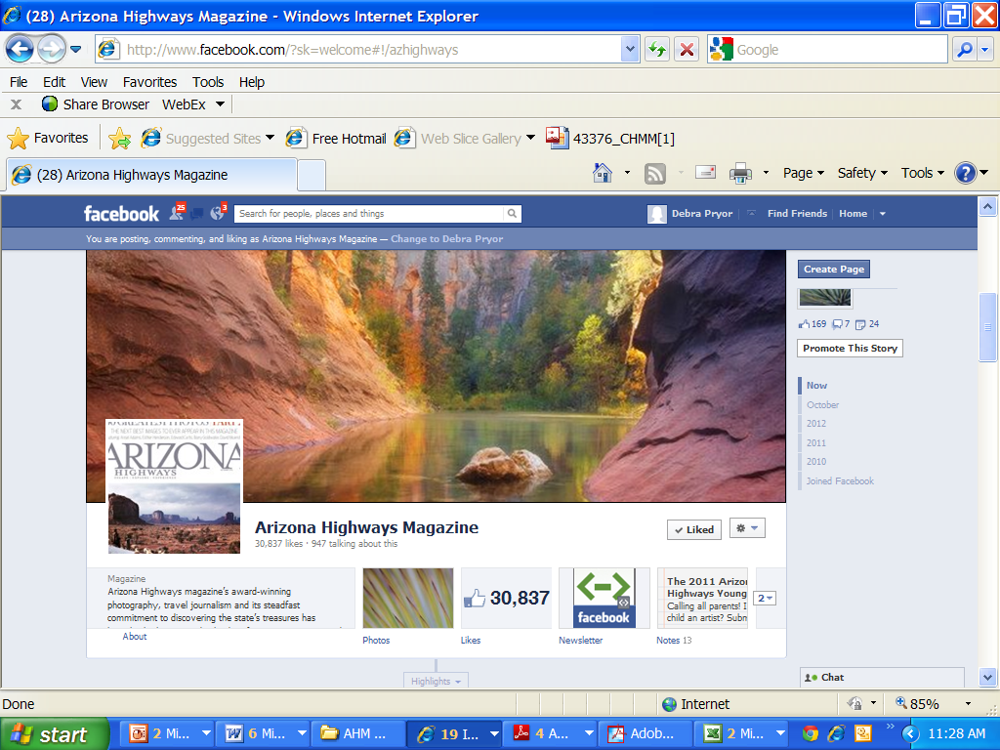 (28) Arizona Highways Magazine - Windows Internet Explorer
http://www.facebook.com/?sk=welcome#!/azhighways
Google
File Edit View Favorites Tools Help
x Share Browser WebEx
Favorites Suggested Sites Free Hotmail Web Slice Gallery 43376_CHMM[1]
(28) Arizona Highways Magazine
Page Safety Tools
facebook 25 3 Search for people, places and things Debra Pryor Find Friends Home
You are posting, commenting, and liking as Arizona Highways Magazine — Change to Debra Pryor
Create Page
169 7 24
Promote This Story
Now
October
2012
2011
2010
Joined Facebook
THE NEXT BEST IMAGES TO EVER APPEAR IN THIS MAGAZINE
ARIZONA
HIGHWAYS
Arizona Highways Magazine
30,837 likes · 947 talking about this
Liked
Magazine
Arizona Highways magazine's award-winning
photography, travel journalism and its steadfast
commitment to discovering the state's treasures has
About
Photos
30,837
Likes
facebook
Newsletter
The 2011 Arizo
Highways Young
Calling all parents! I
child an artist? Subm
Notes 13
2
Highlights
Chat
Done Internet 85%
start 2 Mi... 6 Mi... AHM ... 19 I... 4 A... Adob... 2 Mi... 11:28 AM